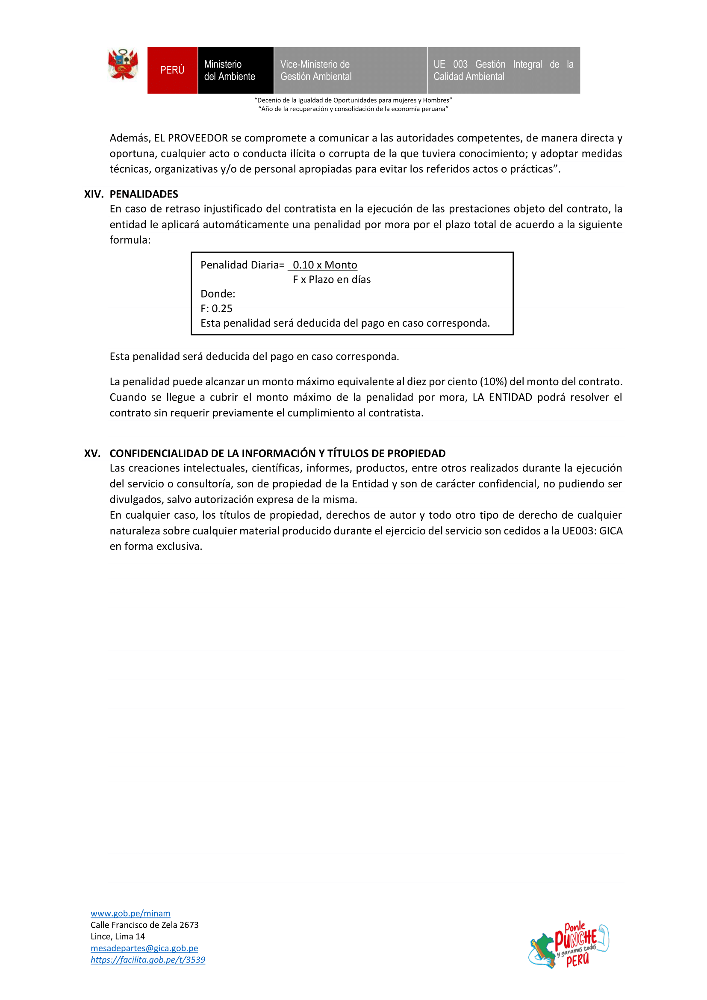 PERÚ
Ministerio
del Ambiente
Vice-Ministerio de
Gestión Ambiental
UE 003 Gestión Integral de la
Calidad Ambiental
“Decenio de la Igualdad de Oportunidades para mujeres y Hombres”
“Año de la recuperación y consolidación de la economía peruana”
Además, EL PROVEEDOR se compromete a comunicar a las autoridades competentes, de manera directa y
oportuna, cualquier acto o conducta ilícita o corrupta de la que tuviera conocimiento; y adoptar medidas
técnicas, organizativas y/o de personal apropiadas para evitar los referidos actos o prácticas”.
XIV. PENALIDADES
En caso de retraso injustificado del contratista en la ejecución de las prestaciones objeto del contrato, la
entidad le aplicará automáticamente una penalidad por mora por el plazo total de acuerdo a la siguiente
formula:
Penalidad Diaria= 0.10 x Monto
F x Plazo en días
Donde:
F: 0.25
Esta penalidad será deducida del pago en caso corresponda.
Esta penalidad será deducida del pago en caso corresponda.
La penalidad puede alcanzar un monto máximo equivalente al diez por ciento (10%) del monto del contrato.
Cuando se llegue a cubrir el monto máximo de la penalidad por mora, LA ENTIDAD podrá resolver el
contrato sin requerir previamente el cumplimiento al contratista.
XV. CONFIDENCIALIDAD DE LA INFORMACIÓN Y TÍTULOS DE PROPIEDAD
Las creaciones intelectuales, científicas, informes, productos, entre otros realizados durante la ejecución
del servicio o consultoría, son de propiedad de la Entidad y son de carácter confidencial, no pudiendo ser
divulgados, salvo autorización expresa de la misma.
En cualquier caso, los títulos de propiedad, derechos de autor y todo otro tipo de derecho de cualquier
naturaleza sobre cualquier material producido durante el ejercicio del servicio son cedidos a la UE003: GICA
en forma exclusiva.
www.gob.pe/minam
Calle Francisco de Zela 2673
Lince, Lima 14
mesadepartes@gica.gob.pe
https://facilita.gob.pe/t/3539
Ponle
PUNCHE
y ganamos todos
PERÚ